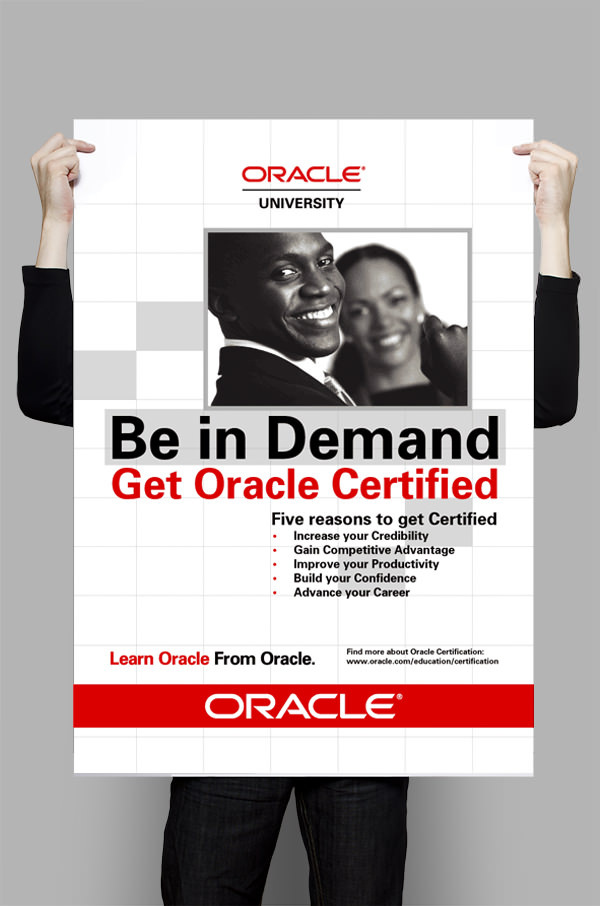 ORACLE®
UNIVERSITY
Be in Demand
Get Oracle Certified
Five reasons to get Certified
• Increase your Credibility
• Gain Competitive Advantage
• Improve your Productivity
• Build your Confidence
• Advance your Career
Learn Oracle From Oracle.
Find more about Oracle Certification:
www.oracle.com/education/certification
ORACLE®